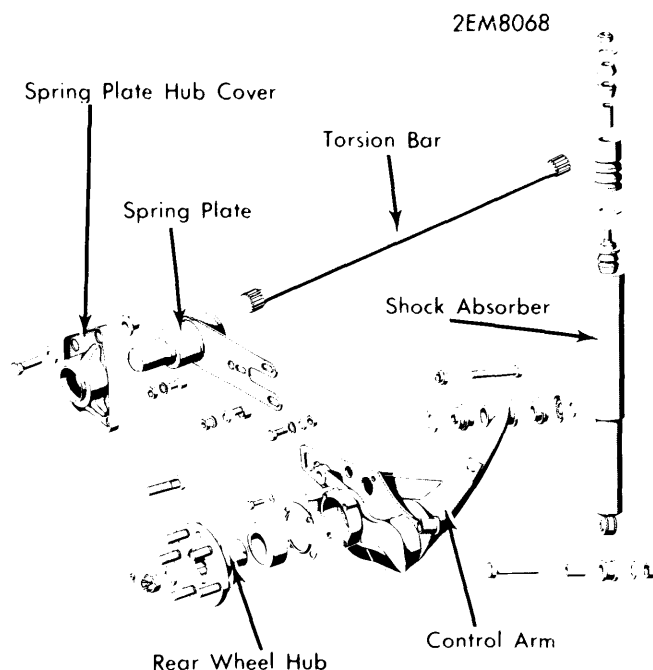 2EM8068
Spring Plate Hub Cover
Torsion Bar
Spring Plate
Shock Absorber
Control Arm
Rear Wheel Hub